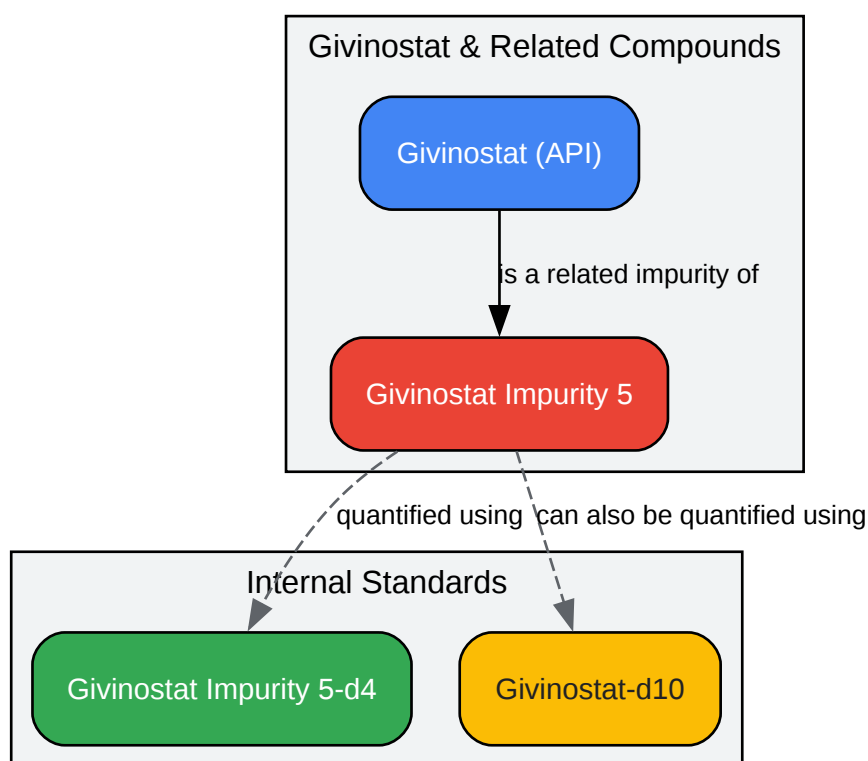 Givinostat & Related Compounds
Givinostat (API)
is a related impurity of
Givinostat Impurity 5
quantified using
can also be quantified using
Internal Standards
Givinostat Impurity 5-d4
Givinostat-d10